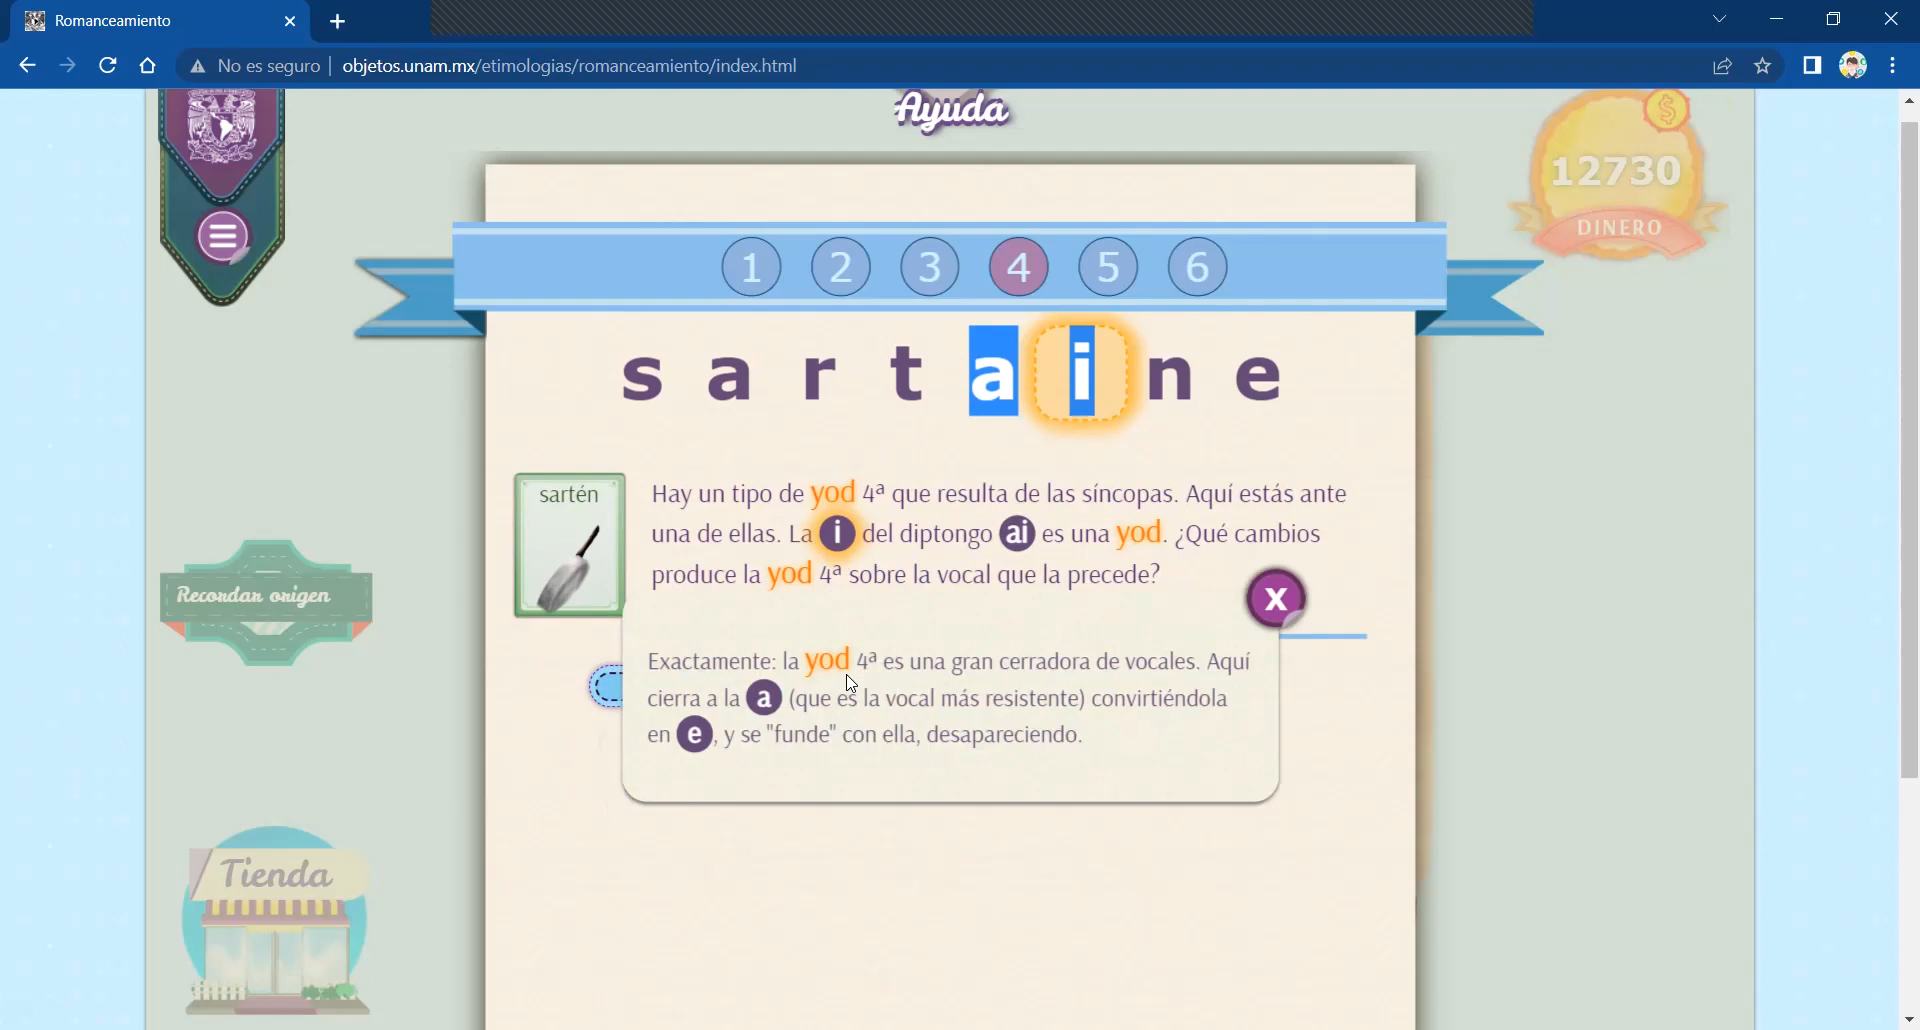 Romanceamiento
No es seguro
objetos.unam.mx/etimologias/romanceamiento/index.html
Ayuda
$
12730
DINERO
1 2 3 4 5 6
s a r t a i n e
sartén
Hay un tipo de yod 4ª que resulta de las síncopas. Aquí estás ante
una de ellas. La i del diptongo ai es una yod. ¿Qué cambios
produce la yod 4ª sobre la vocal que la precede?
x
Recordar origen
Exactamente: la yod 4ª es una gran cerradora de vocales. Aquí
cierra a la a (que es la vocal más resistente) convirtiéndola
en e, y se "funde" con ella, desapareciendo.
Tienda